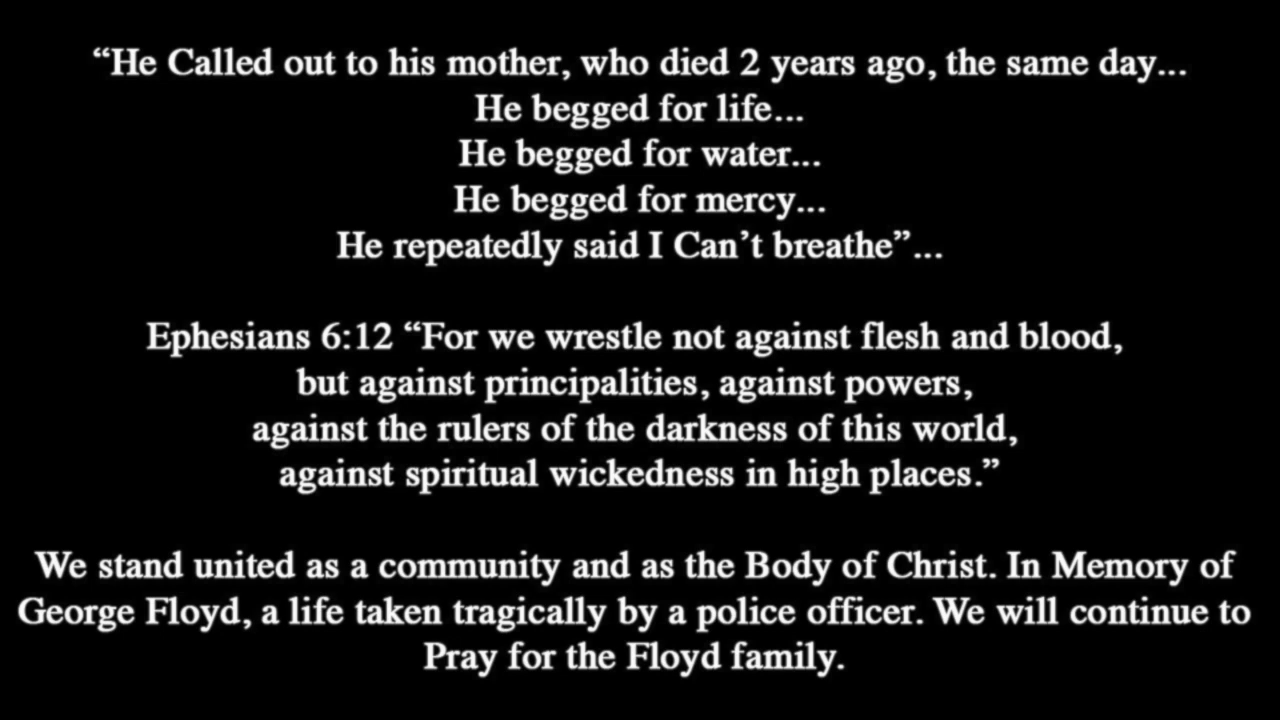 “He Called out to his mother, who died 2 years ago, the same day...
He begged for life...
He begged for water...
He begged for mercy...
He repeatedly said I Can’t breathe”...
Ephesians 6:12 “For we wrestle not against flesh and blood,
but against principalities, against powers,
against the rulers of the darkness of this world,
against spiritual wickedness in high places.”
We stand united as a community and as the Body of Christ. In Memory of
George Floyd, a life taken tragically by a police officer. We will continue to
Pray for the Floyd family.